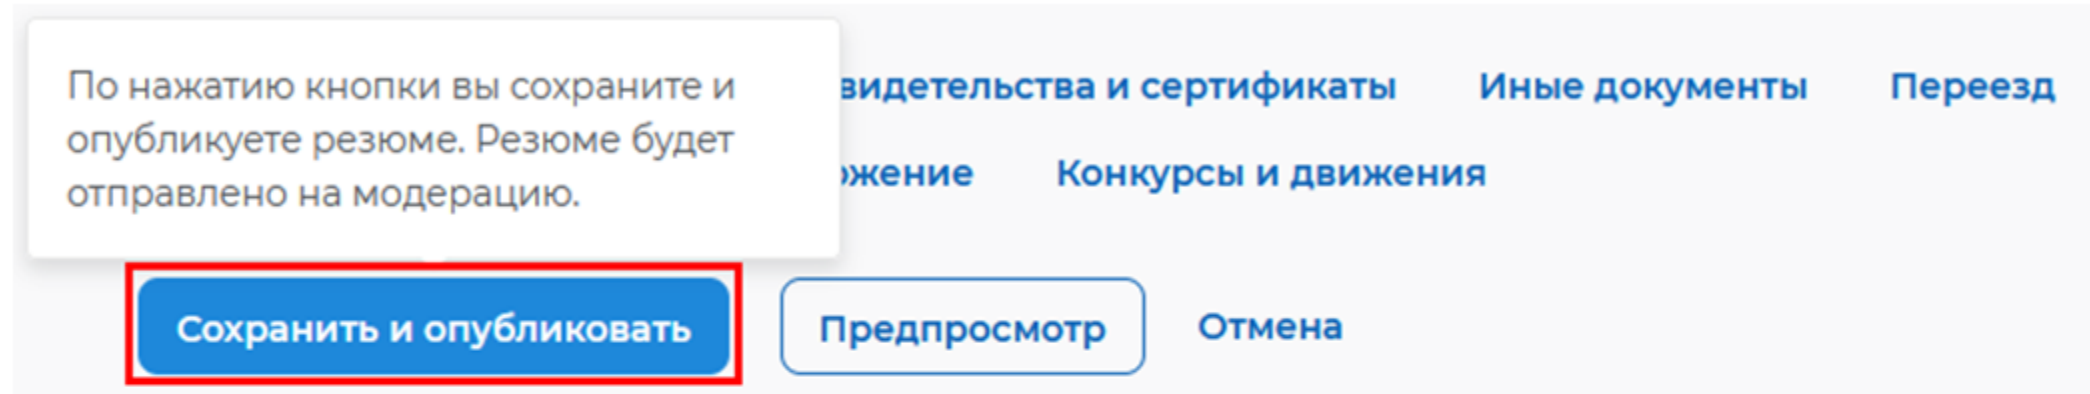 По нажатию кнопки вы сохраните и
опубликуете резюме. Резюме будет
отправлено на модерацию.
видетельства и сертификаты Иные документы Переезд
ожение Конкурсы и движения
Сохранить и опубликовать Предпросмотр Отмена